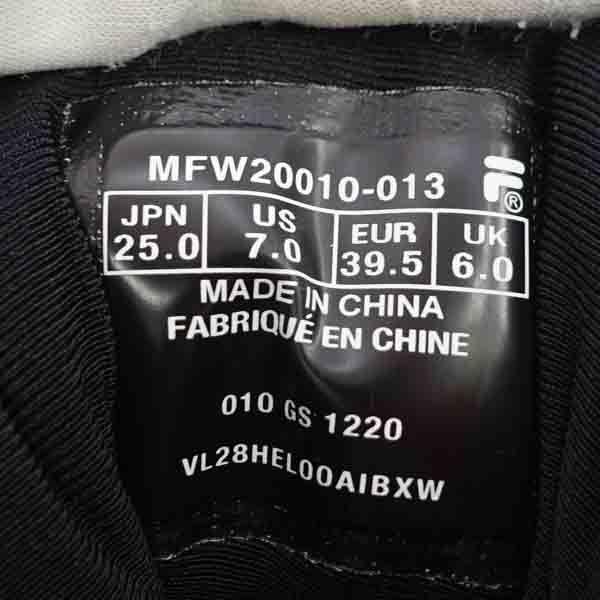 MFW20010-013
JPN US EUR UK
25.0 7.0 39.5 6.0
MADE IN CHINA
FABRIQUÉ EN CHINE
010 GS 1220
VL28HEL00AIBXW